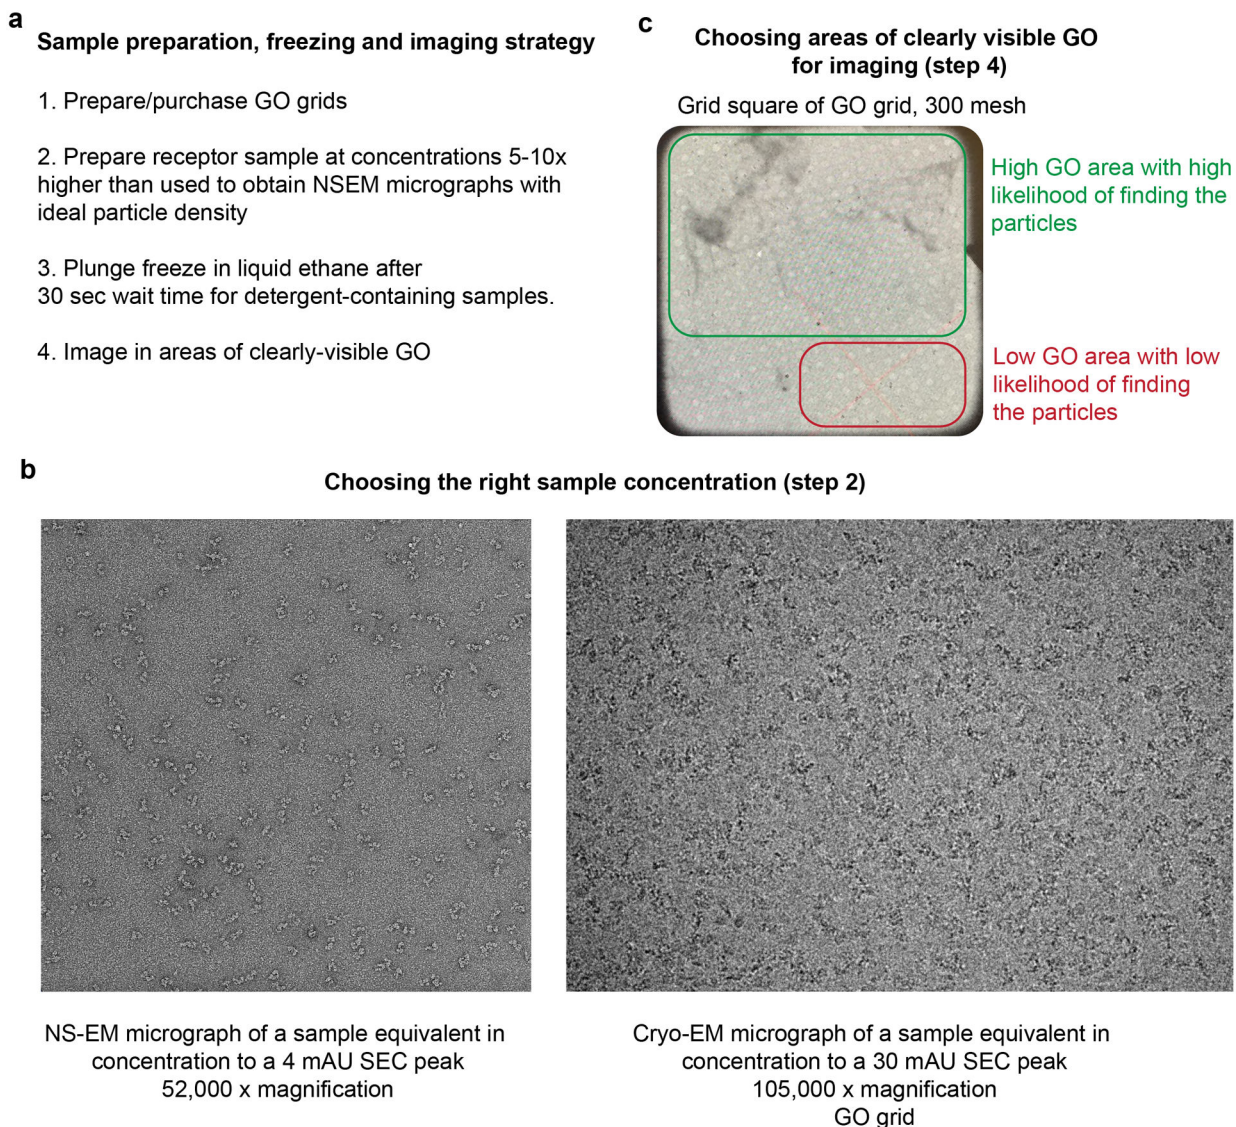 a
Sample preparation, freezing and imaging strategy
1. Prepare/purchase GO grids
2. Prepare receptor sample at concentrations 5-10x
higher than used to obtain NSEM micrographs with
ideal particle density
3. Plunge freeze in liquid ethane after
30 sec wait time for detergent-containing samples.
4. Image in areas of clearly-visible GO
c
Choosing areas of clearly visible GO
for imaging (step 4)
Grid square of GO grid, 300 mesh
High GO area with high
likelihood of finding the
particles
Low GO area with low
likelihood of finding
the particles
b
Choosing the right sample concentration (step 2)
NS-EM micrograph of a sample equivalent in
concentration to a 4 mAU SEC peak
52,000 x magnification
Cryo-EM micrograph of a sample equivalent in
concentration to a 30 mAU SEC peak
105,000 x magnification
GO grid